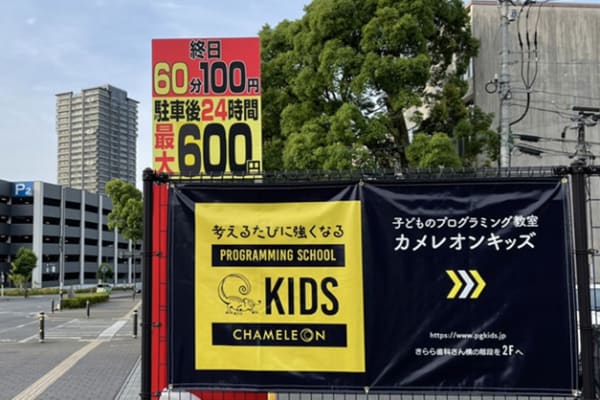 終日
60分100円
駐車後24時間
最大600円
P2
考えるたびに強くなる
PROGRAMMING SCHOOL
KIDS
CHAMELEON
子どものプログラミング教室
カメレオンキッズ
https://www.pgkids.jp
きらら歯科さん横の階段を2Fへ